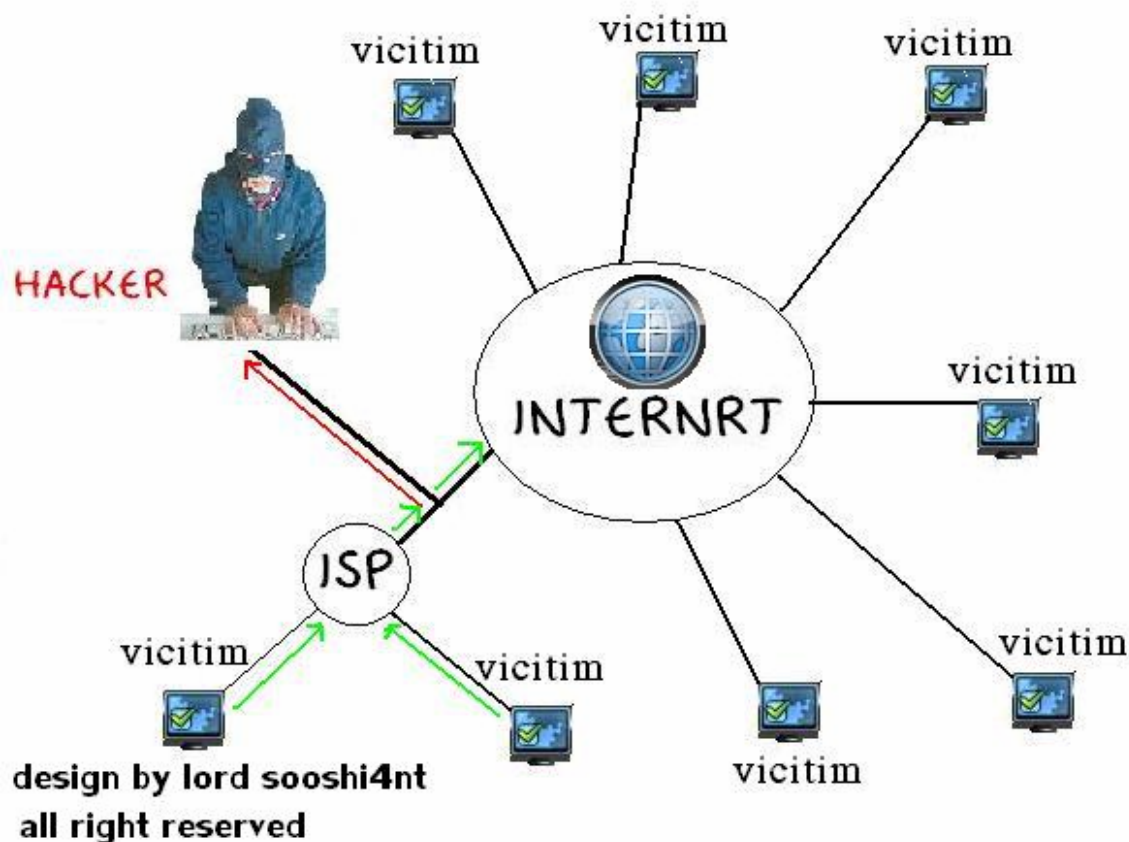 vicitim
vicitim
vicitim
HACKER
vicitim
INTERNRT
ISP
vicitim
vicitim
vicitim
vicitim
design by lord sooshi4nt
all right reserved